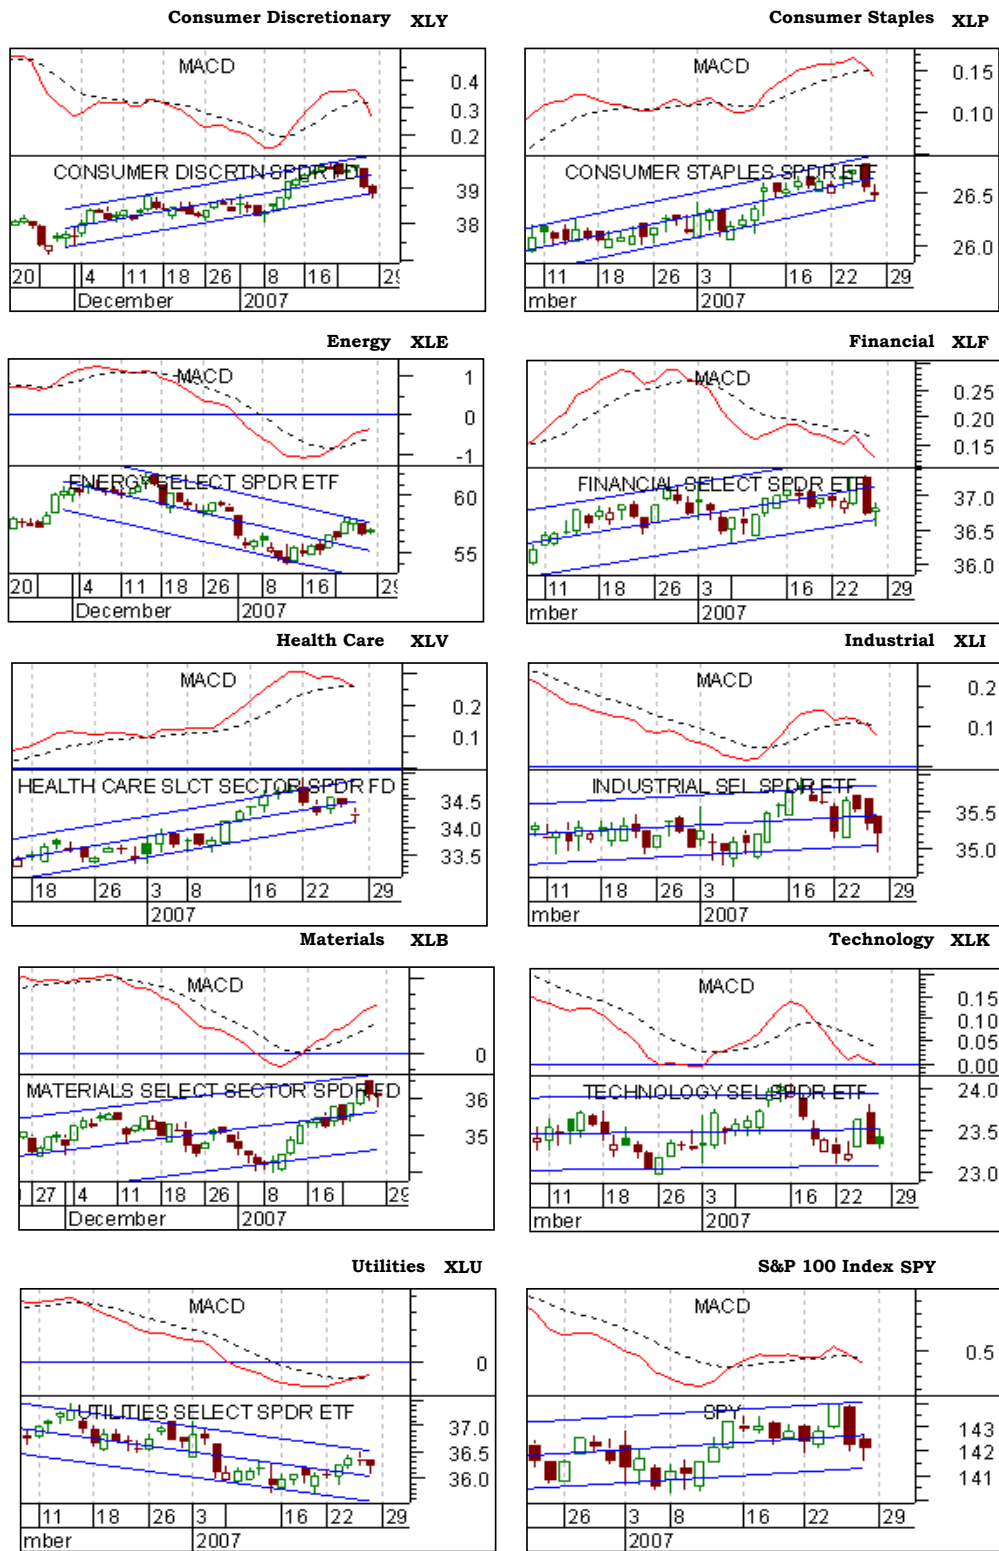 Consumer Discretionary XLY
MACD
0.4
0.3
0.2
CONSUMER DISCRTN SPDR FD
39
38
20 4 11 18 26 8 16 29
December 2007
Consumer Staples XLP
MACD
0.15
0.10
CONSUMER STAPLES SPDR ETF
26.5
26.0
11 18 26 3 16 22 29
mber 2007
Energy XLE
MACD
1
0
-1
ENERGY SELECT SPDR ETF
60
55
20 4 11 18 26 8 16 29
December 2007
Financial XLF
MACD
0.25
0.20
0.15
FINANCIAL SELECT SPDR ETF
37.0
36.5
36.0
11 18 26 3 16 22 29
mber 2007
Health Care XLV
MACD
0.2
0.1
HEALTH CARE SLCT SECTOR SPDR FD
34.5
34.0
33.5
18 26 3 8 16 22 29
2007
Industrial XLI
MACD
0.2
0.1
INDUSTRIAL SEL SPDR ETF
35.5
35.0
11 18 26 3 16 22 29
mber 2007
Materials XLB
MACD
0
MATERIALS SELECT SECTOR SPDR FD
36
35
27 4 11 18 26 8 16 29
December 2007
Technology XLK
MACD
0.15
0.10
0.05
0.00
TECHNOLOGY SEL SPDR ETF
24.0
23.5
23.0
11 18 26 3 16 22 29
mber 2007
Utilities XLU
MACD
0
UTILITIES SELECT SPDR ETF
37.0
36.5
36.0
11 18 26 3 16 22 29
mber 2007
S&P 100 Index SPY
MACD
0.5
SPY
143
142
141
26 3 8 16 22 29
2007